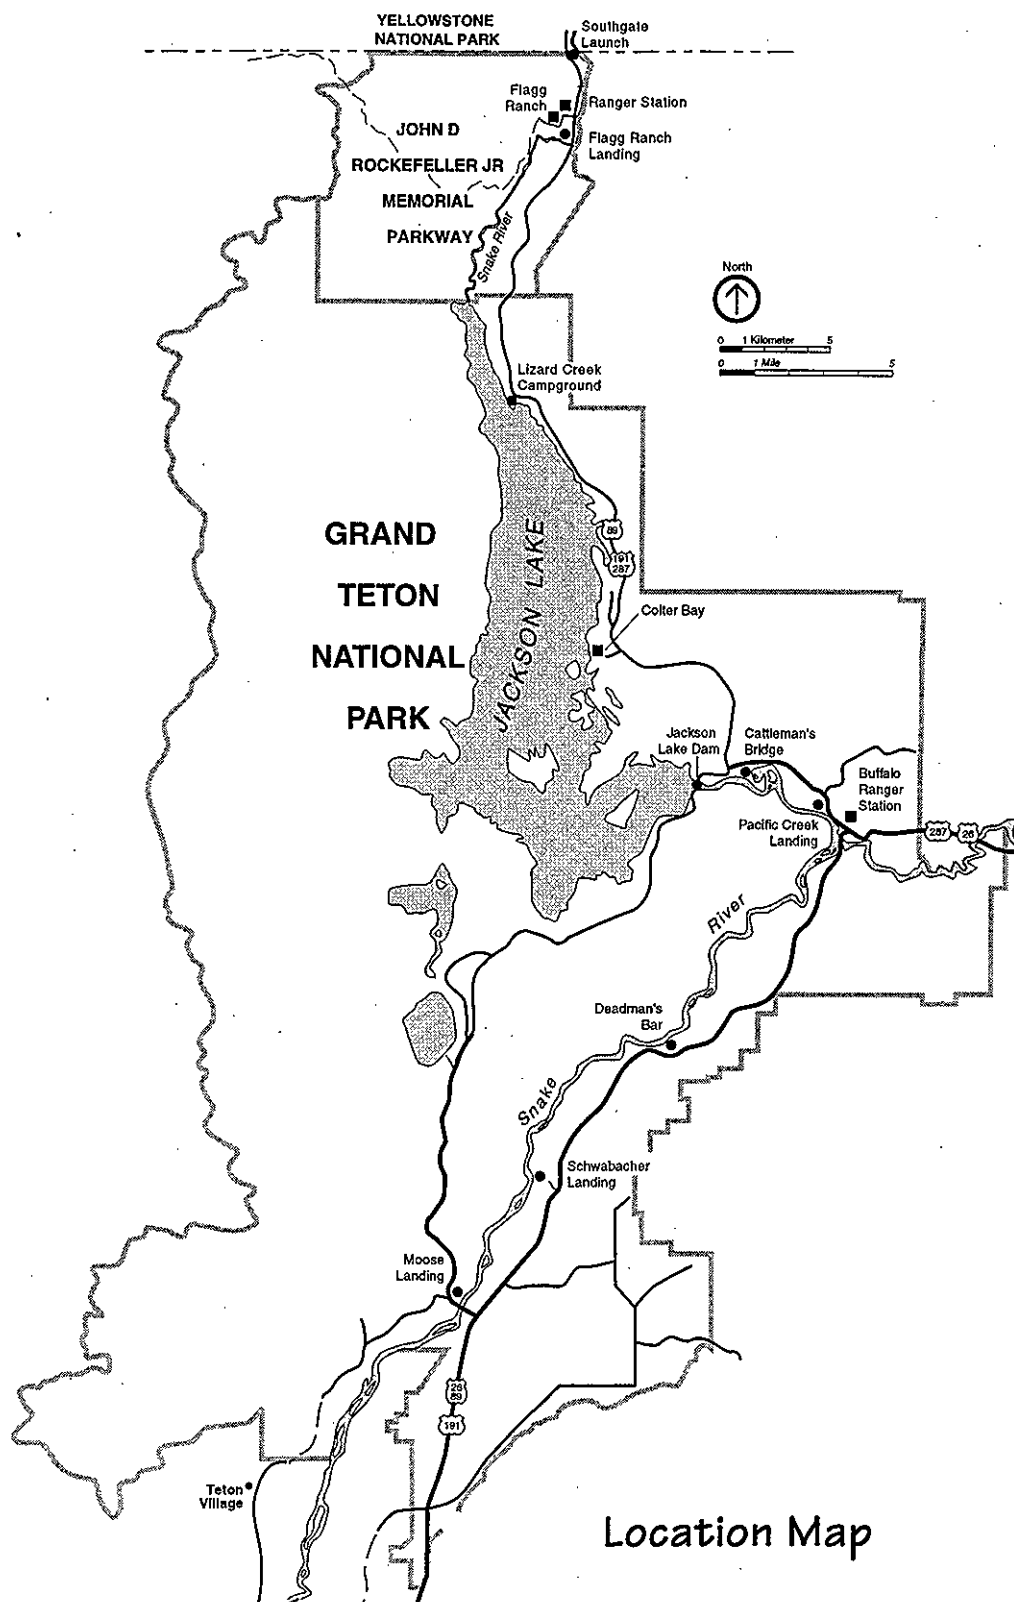 YELLOWSTONE
NATIONAL PARK
Southgate
Launch
Flagg
Ranch
Ranger Station
Flagg Ranch
Landing
JOHN D
ROCKEFELLER JR
MEMORIAL
PARKWAY
Snake River
North
0 1 Kilometer 5
0 1 Mile 5
Lizard Creek
Campground
GRAND
TETON
NATIONAL
PARK
JACKSON LAKE
89
191
287
Colter Bay
Jackson
Lake Dam
Cattleman's
Bridge
Buffalo
Ranger
Station
Pacific Creek
Landing
287
26
River
Deadman's
Bar
Snake
Schwabacher
Landing
Moose
Landing
26
89
191
Teton
Village
Location Map